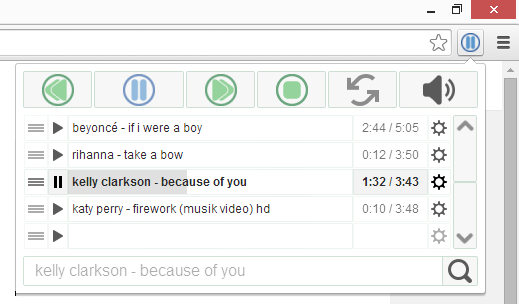 beyoncé - if i were a boy 2:44 / 5:05
rihanna - take a bow 0:12 / 3:50
kelly clarkson - because of you 1:32 / 3:43
katy perry - firework (musik video) hd 0:10 / 3:48
kelly clarkson - because of you